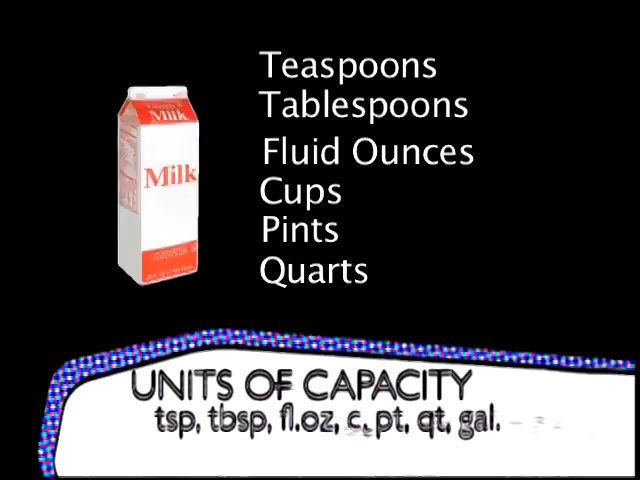 Milk
Milk
Teaspoons
Tablespoons
Fluid Ounces
Cups
Pints
Quarts
UNITS OF CAPACITY
tsp, tbsp, fl.oz, c, pt, qt, gal.